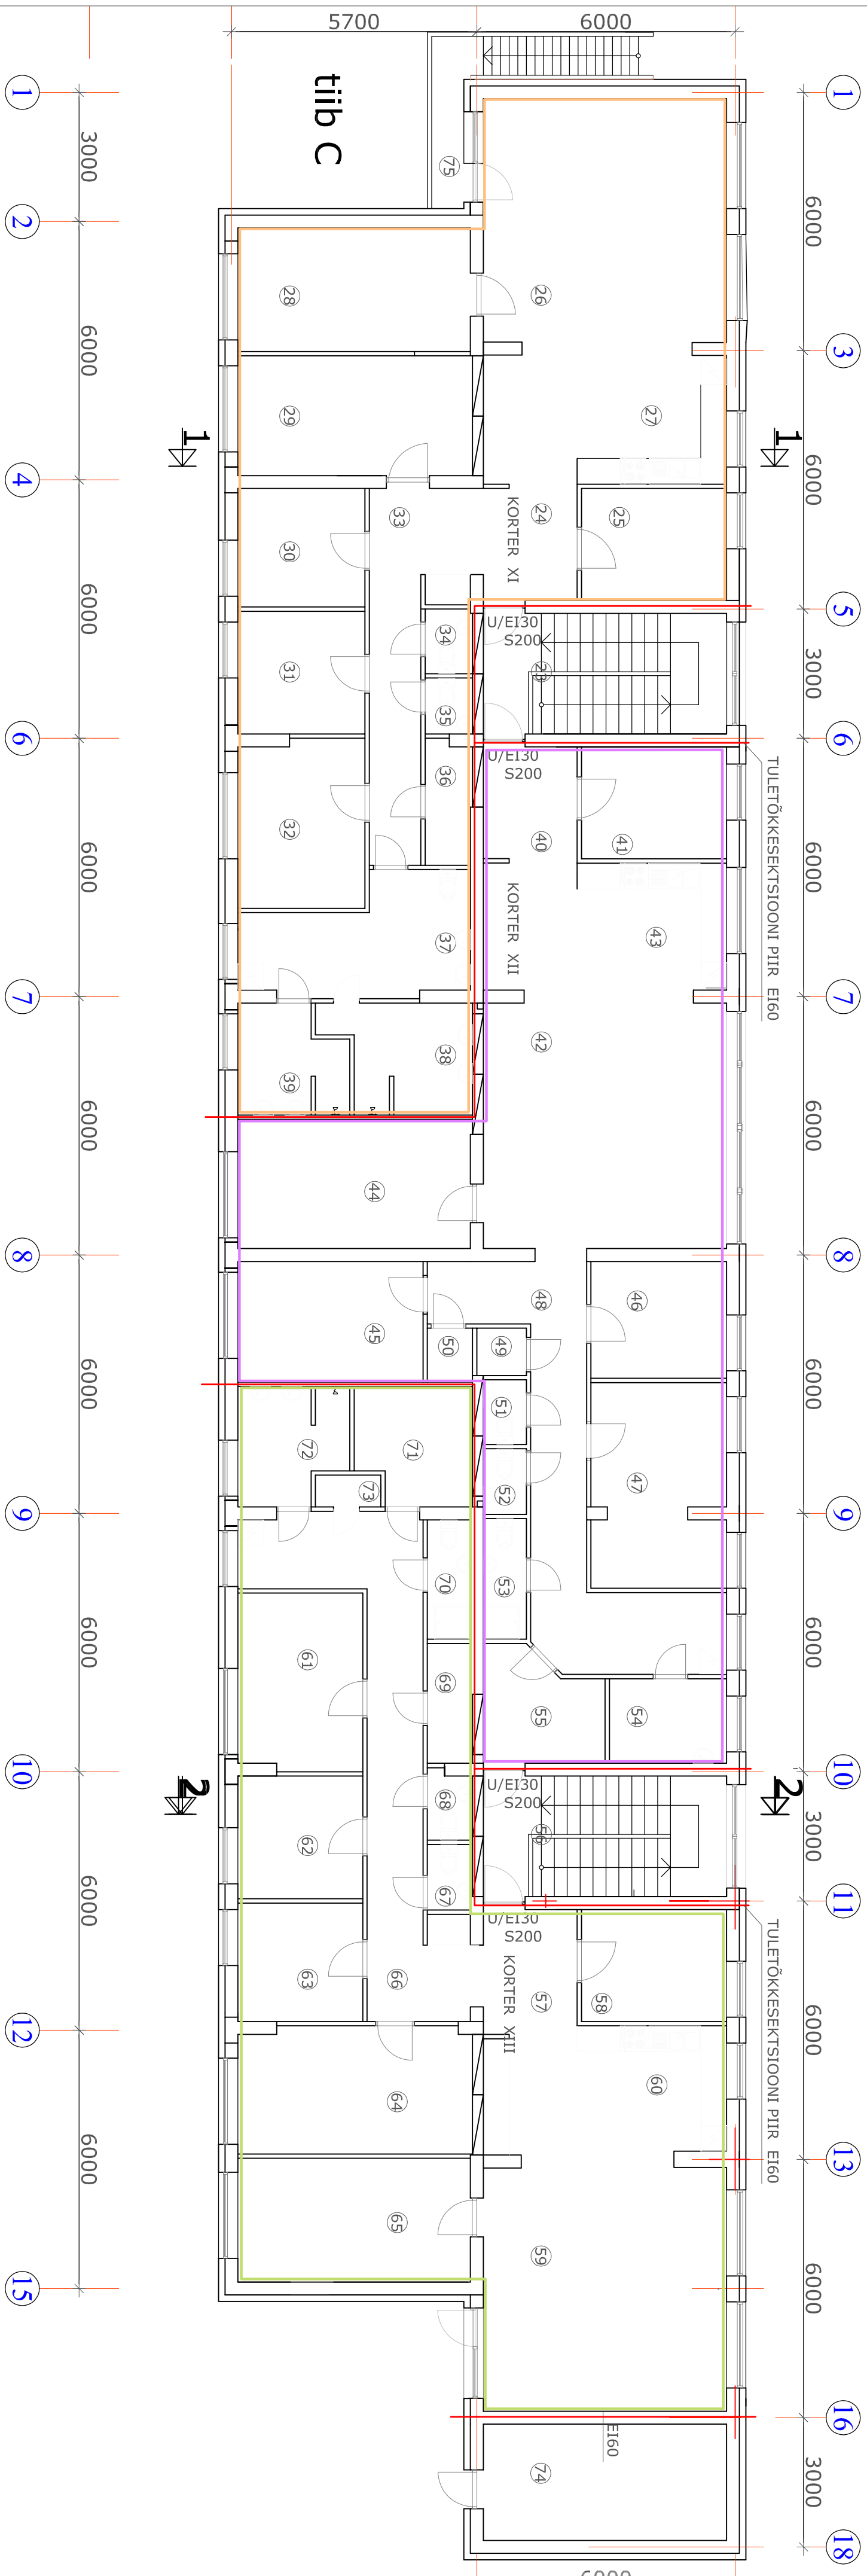 1 3 5 6 7 8 9 10 11 13 16 18
6000 6000 3000 6000 6000 6000 6000 3000 6000 6000 3000
1 2
TULETÕKKESEKTSIOONI PIIR EI60
TULETÕKKESEKTSIOONI PIIR EI60
6000
27 25 41 43 46 47 54 58 60
EI60
26 24 23 40 42 48 55 56 57 59 74
KORTER XI
KORTER XII
KORTER XIII
U/EI30
S200
U/EI30
S200
U/EI30
S200
U/EI30
S200
49 51 52 53
75 34 35 36 37 38 50 71 70 69 68 67
33 44 45 73 66 64 65
5700
28 29 30 31 32 39 72 61 62 63
tiib C
1 2
3000 6000 6000 6000 6000 6000 6000 6000 6000
1 2 4 6 7 8 9 10 12 15